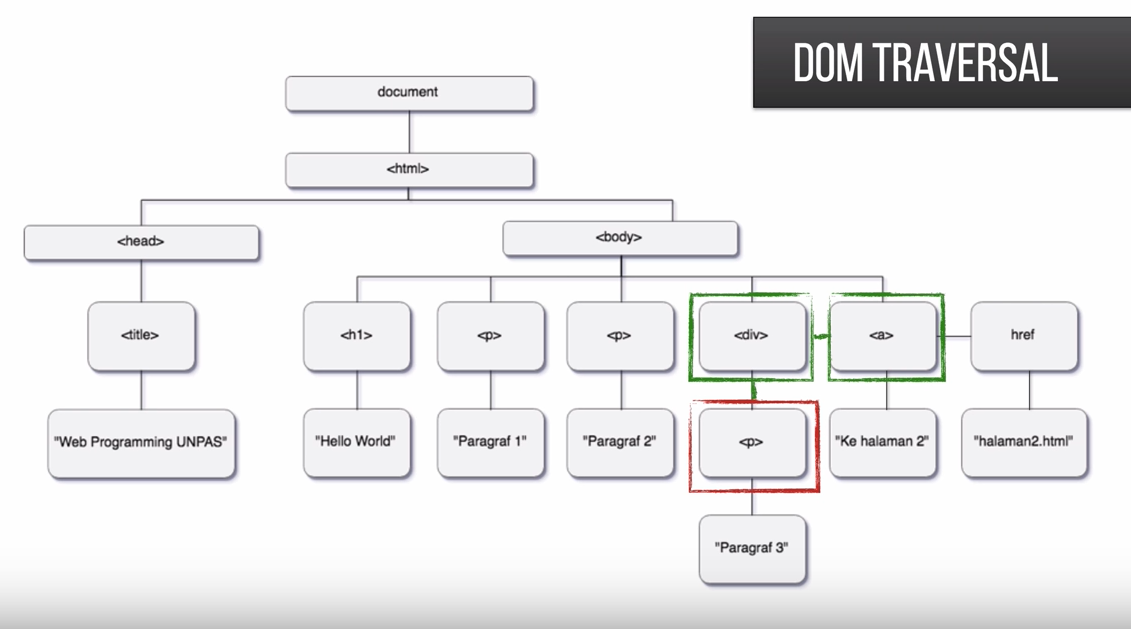 DOM TRAVERSAL
document
<html>
<head>
<body>
<title>
<h1>
<p>
<p>
<div>
<a>
href
"Web Programming UNPAS"
"Hello World"
"Paragraf 1"
"Paragraf 2"
<p>
"Ke halaman 2"
"halaman2.html"
"Paragraf 3"